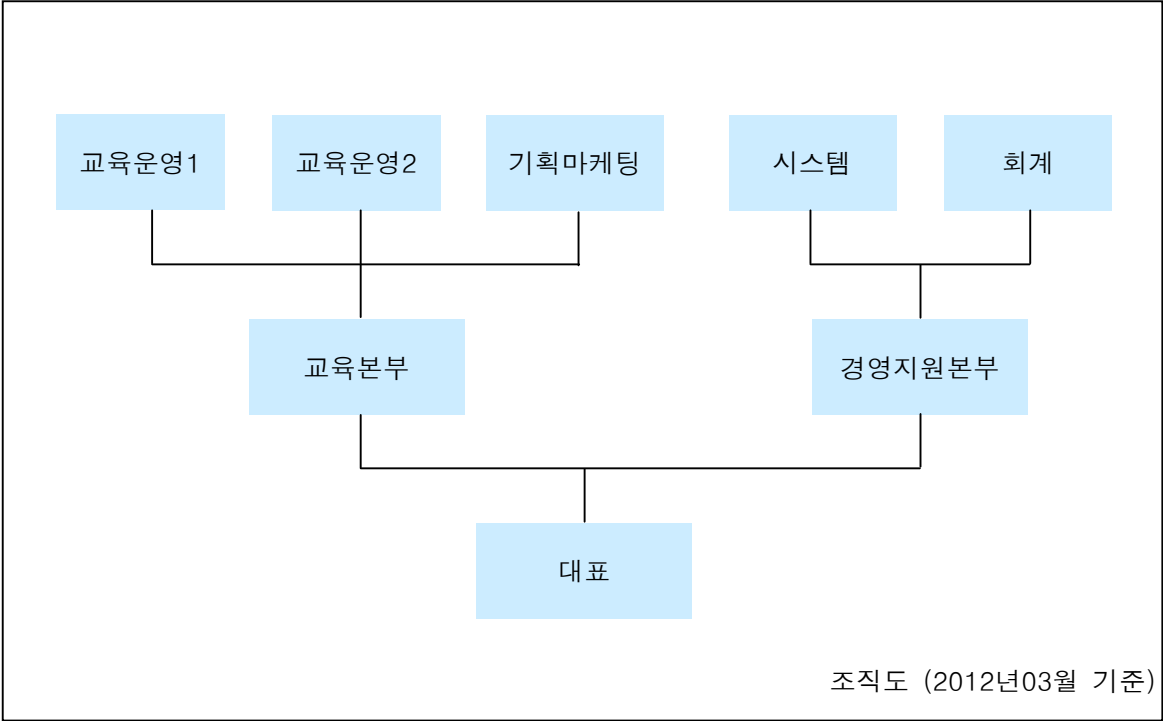 교육운영1
교육운영2
기획마케팅
시스템
회계
교육본부
경영지원본부
대표
조직도 (2012년03월 기준)